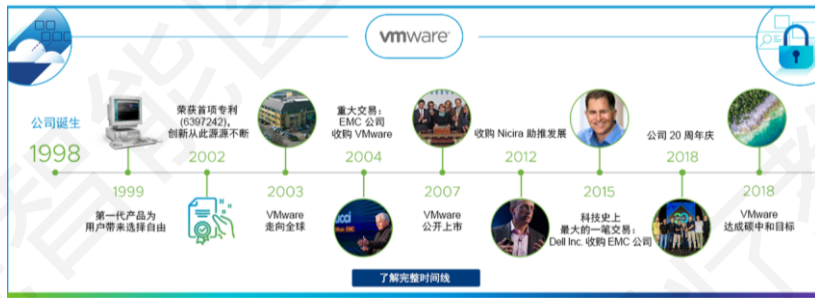 vmware
公司诞生
1998
1999
第一代产品为
用户带来选择自由
荣获首项专利
(6397242),
创新从此源源不断
2002
2003
VMware
走向全球
重大交易:
EMC 公司
收购 VMware
2004
2007
VMware
公开上市
收购 Nicira 助推发展
2012
2015
科技史上
最大的一笔交易:
Dell Inc. 收购 EMC 公司
公司 20 周年庆
2018
2018
VMware
达成碳中和目标
了解完整时间线